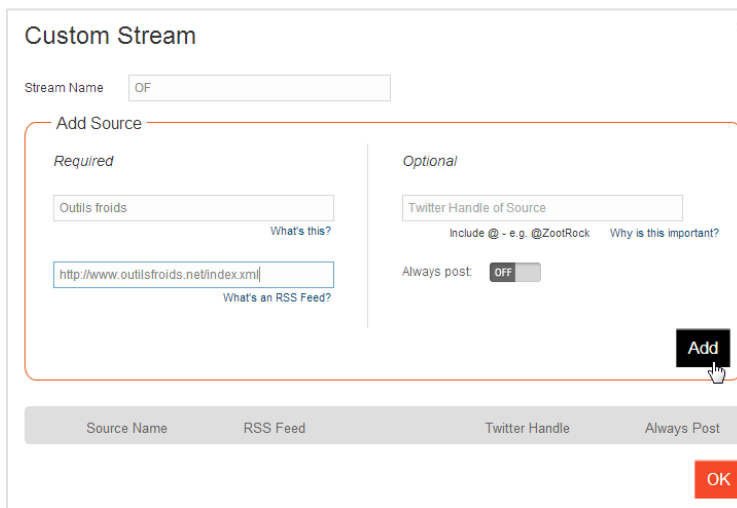 Custom Stream
Stream Name OF
Add Source
Required
Outils froids
What's this?
http://www.outilsfroids.net/index.xml
What's an RSS Feed?
Optional
Twitter Handle of Source
Include @ - e.g. @ZootRock Why is this important?
Always post: OFF
Add
Source Name RSS Feed Twitter Handle Always Post
OK